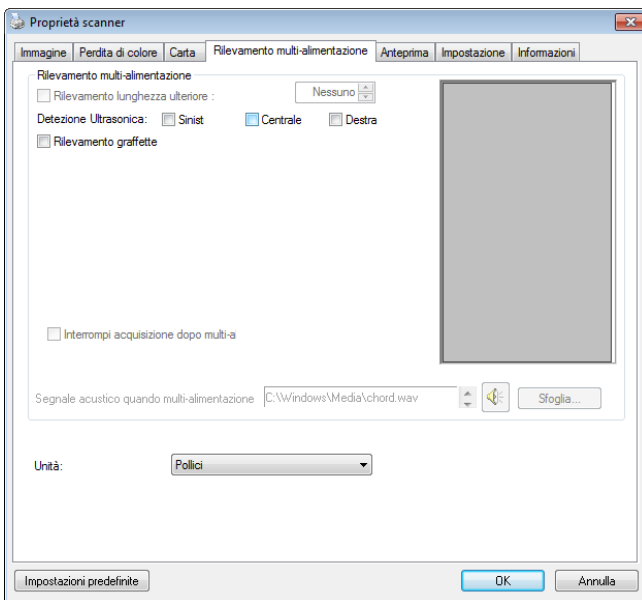 Proprietà scanner
Immagine Perdita di colore Carta Rilevamento multi-alimentazione Anteprima Impostazione Informazioni
Rilevamento multi-alimentazione
Rilevamento lunghezza ulteriore : Nessuno
Detezione Ultrasonica: Sinist Centrale Destra
Rilevamento graffette
Interrompi acquisizione dopo multi-a
Segnale acustico quando multi-alimentazione C:\Windows\Media\chord.wav Sfoglia...
Unità: Pollici
Impostazioni predefinite OK Annulla